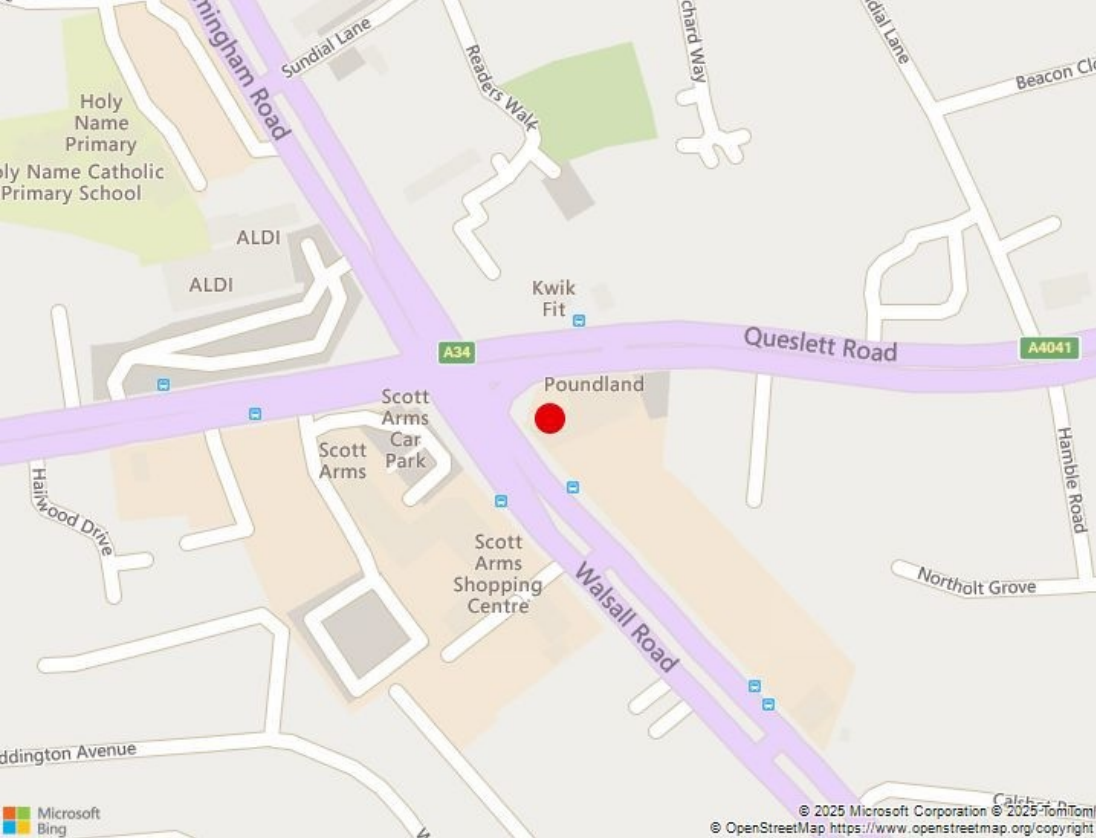 mingham Road
Sundial Lane
Readers Walk
chard Way
dial Lane
Beacon Clo
Holy
Name
Primary
oly Name Catholic
Primary School
ALDI
ALDI
Kwik
Fit
A34
Queslett Road
A4041
Poundland
Scott
Arms
Car
Park
Scott
Arms
Hamble Road
Scott
Arms
Shopping
Centre
Northolt Grove
Walsall Road
ddington Avenue
Microsoft
Bing
© 2025 Microsoft Corporation © 2025 TomTom
© OpenStreetMap https://www.openstreetmap.org/copyright